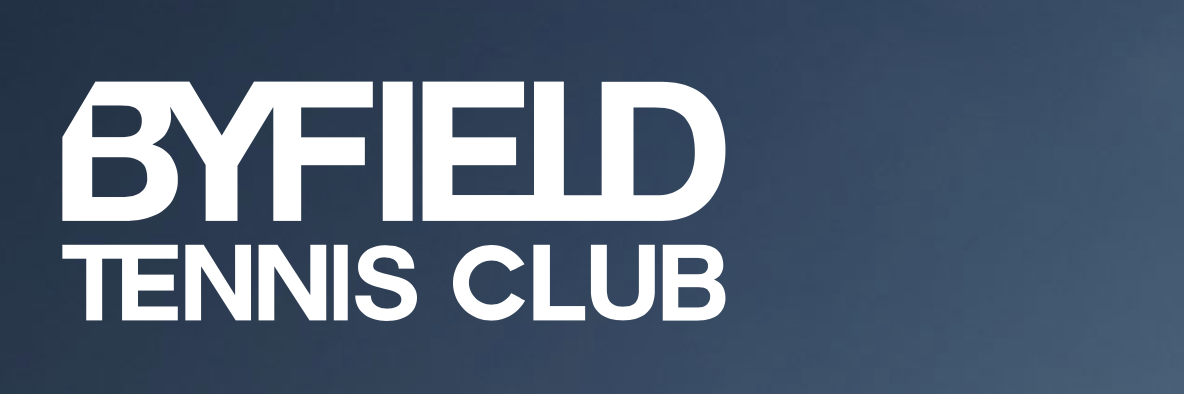 BYFIELD
TENNIS CLUB